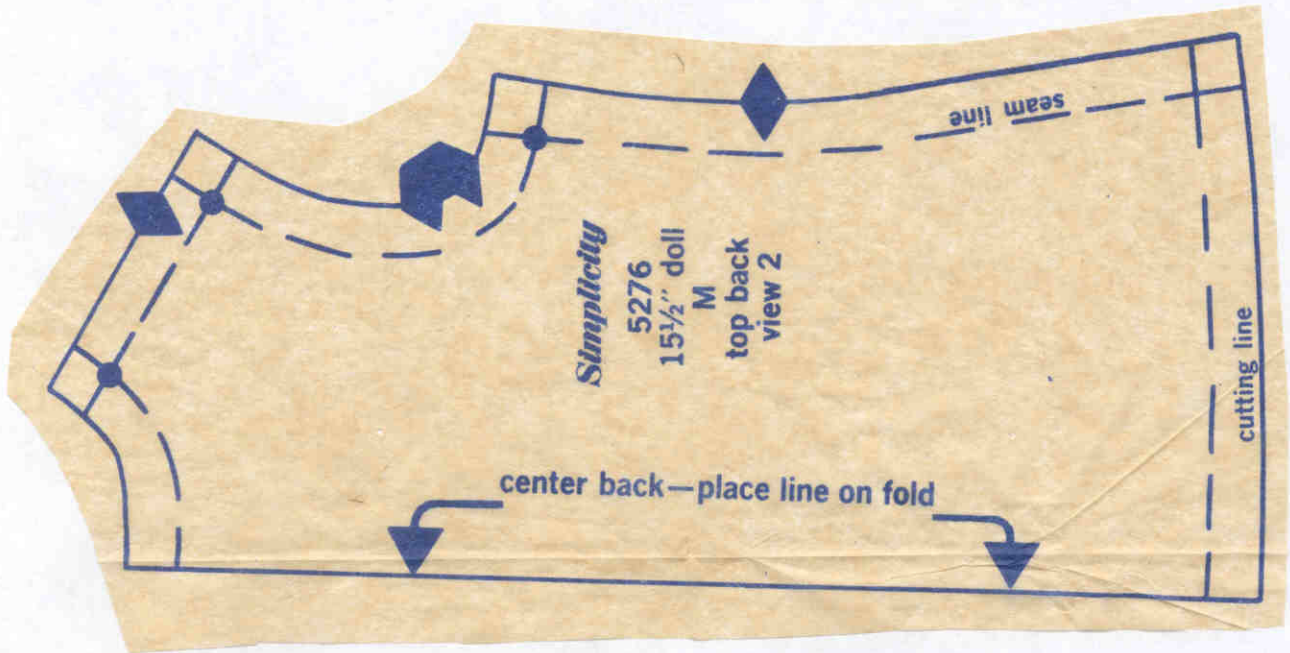 Simplicity
5276
15½" doll
M
top back
view 2
seam line
cutting line
center back—place line on fold